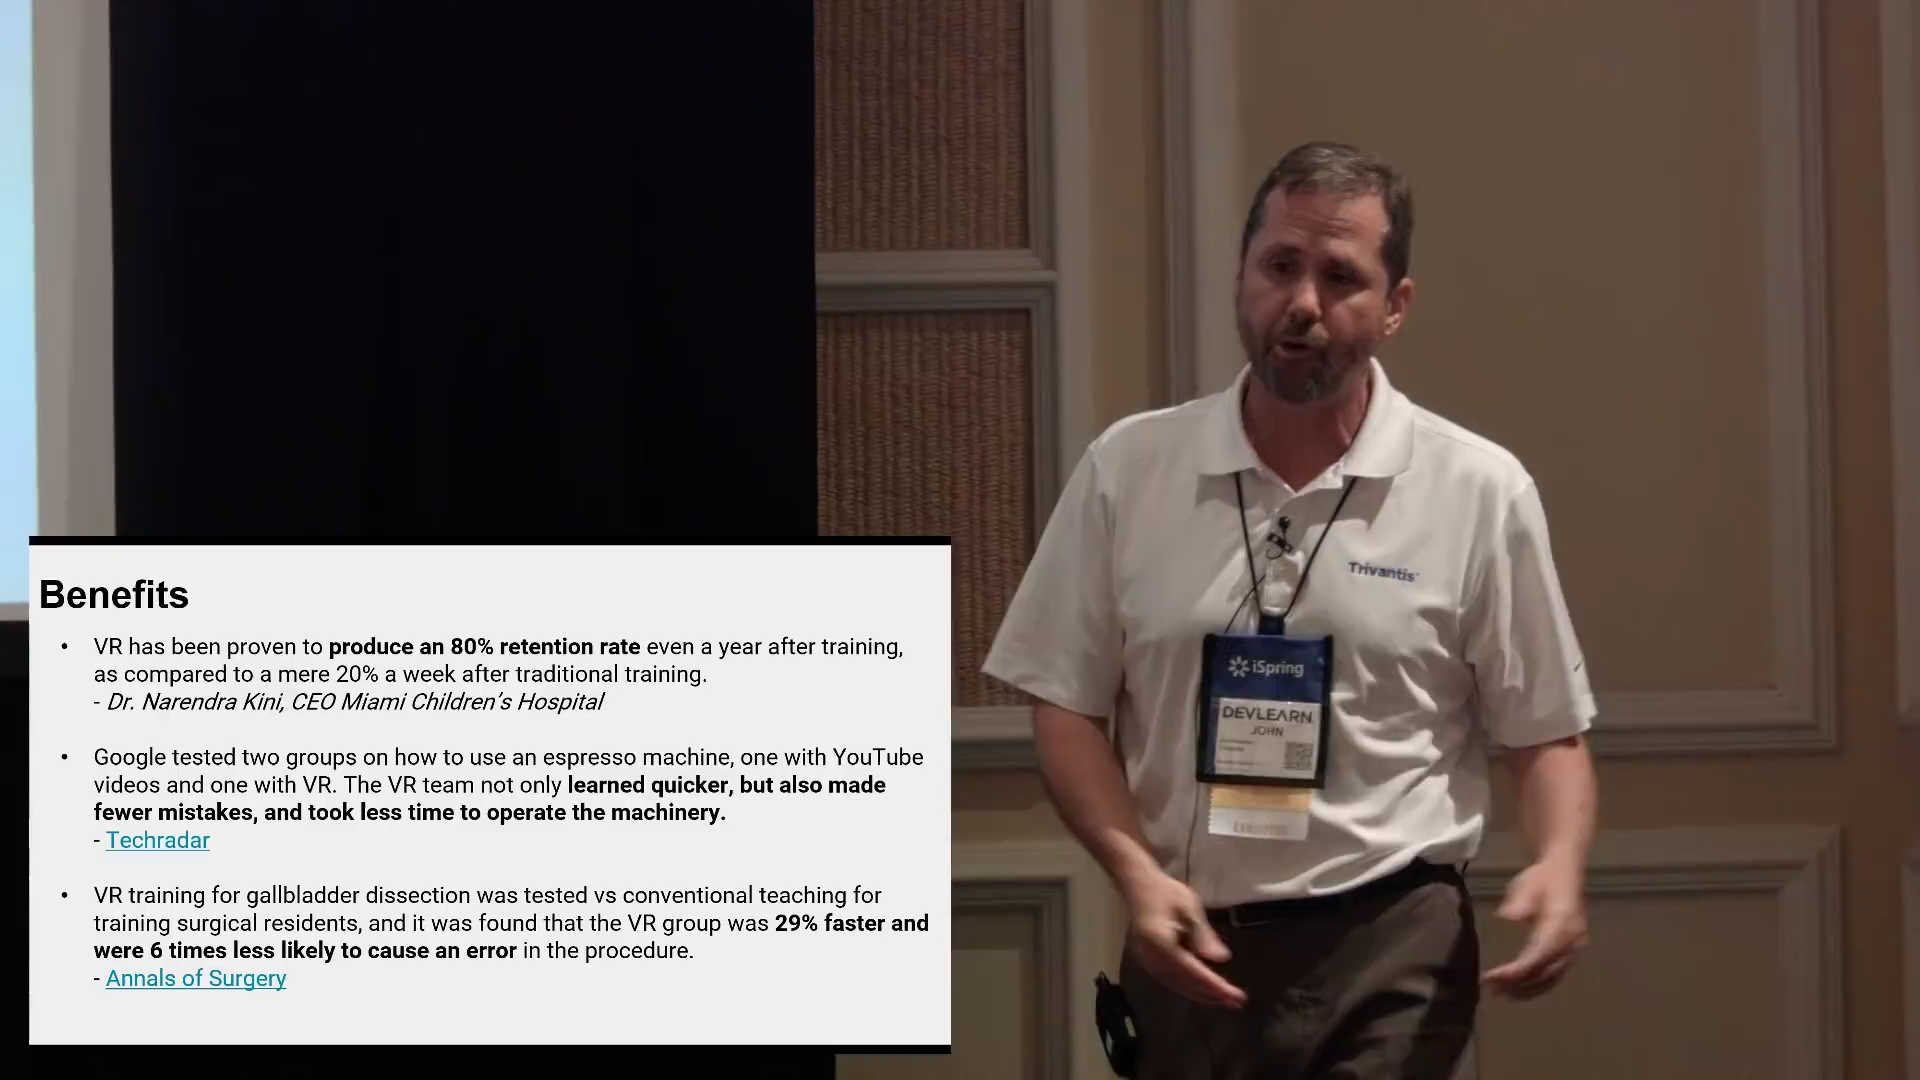 Benefits
• VR has been proven to produce an 80% retention rate even a year after training,
as compared to a mere 20% a week after traditional training.
- Dr. Narendra Kini, CEO Miami Children’s Hospital
• Google tested two groups on how to use an espresso machine, one with YouTube
videos and one with VR. The VR team not only learned quicker, but also made
fewer mistakes, and took less time to operate the machinery.
- Techradar
• VR training for gallbladder dissection was tested vs conventional teaching for
training surgical residents, and it was found that the VR group was 29% faster and
were 6 times less likely to cause an error in the procedure.
- Annals of Surgery
Trivantis
iSpring
DEVLEARN
JOHN